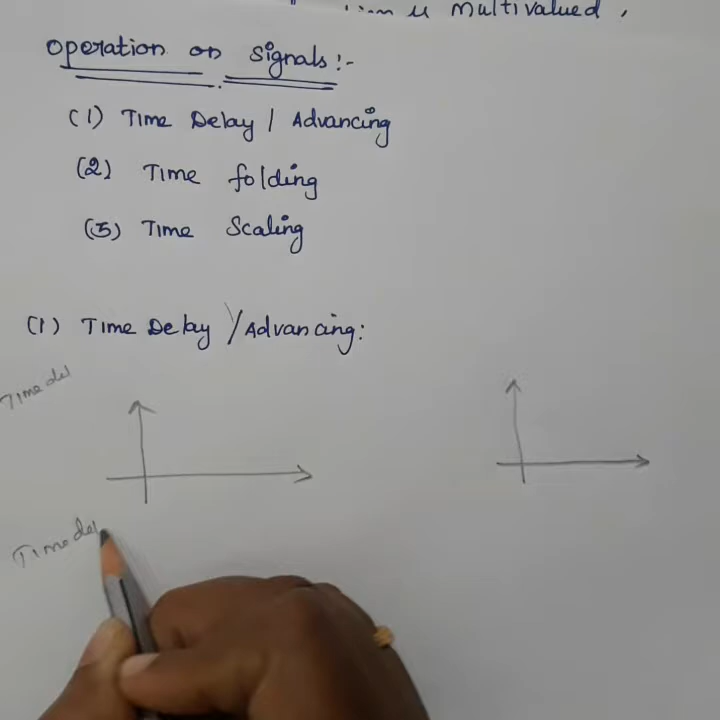 multivalued,
operation on signals:-
(1) Time Delay / Advancing
(2) Time folding
(3) Time Scaling
(1) Time Delay / Advancing:
Time del
Time del